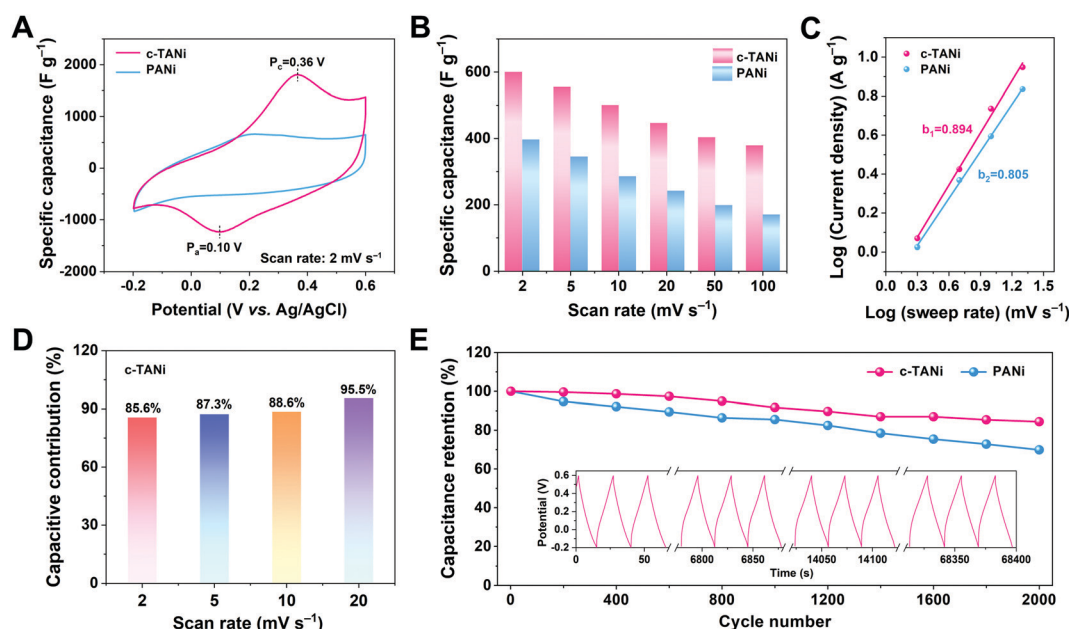 A
Specific capacitance (F g⁻¹)
2000
1000
0
-1000
-2000
c-TANi
PANi
P_c=0.36 V
P_a=0.10 V
Scan rate: 2 mV s⁻¹
-0.2 0.0 0.2 0.4 0.6
Potential (V vs. Ag/AgCl)
B
Specific capacitance (F g⁻¹)
600
400
200
0
c-TANi
PANi
2 5 10 20 50 100
Scan rate (mV s⁻¹)
C
Log (Current density) (A g⁻¹)
1.0
0.8
0.6
0.4
0.2
0.0
c-TANi
PANi
b₁=0.894
b₂=0.805
0.0 0.3 0.6 0.9 1.2 1.5
Log (sweep rate) (mV s⁻¹)
D
Capacitive contribution (%)
120
90
60
30
0
c-TANi
85.6% 87.3% 88.6% 95.5%
2 5 10 20
Scan rate (mV s⁻¹)
E
Capacitance retention (%)
120
100
80
60
40
20
0
c-TANi PANi
Potential (V)
0.6
0.4
0.2
0.0
-0.2
0 50 6800 6850 14050 14100 68350 68400
Time (s)
0 400 800 1200 1600 2000
Cycle number